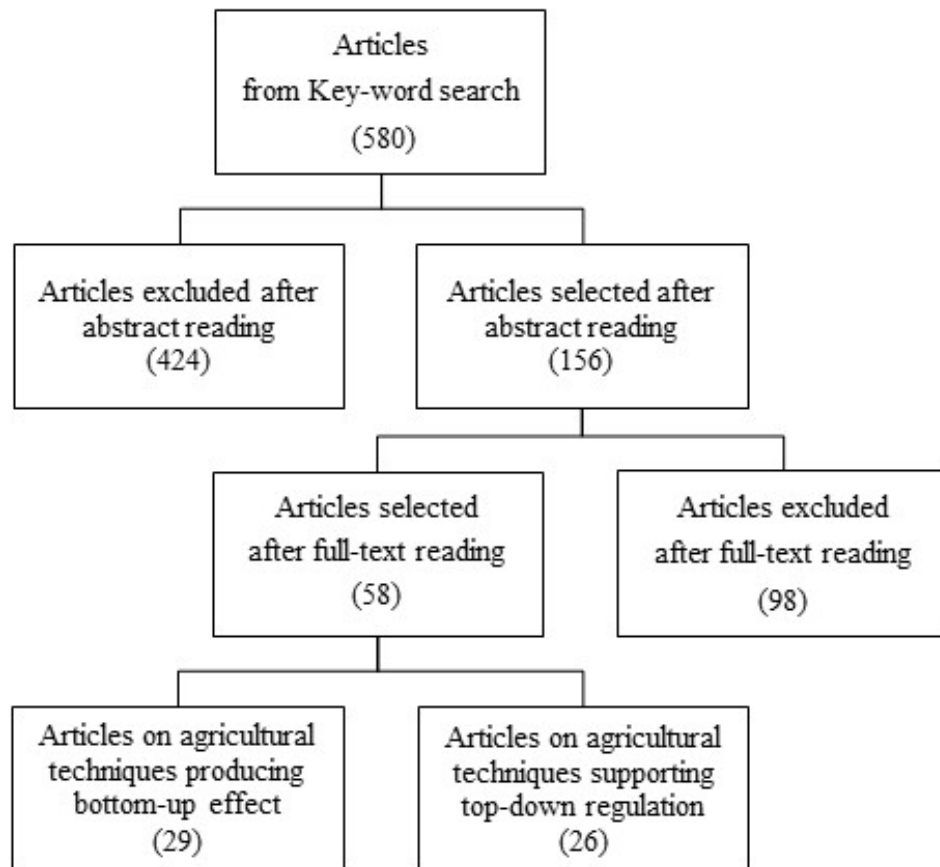 Articles
from Key-word search
(580)
Articles excluded after
abstract reading
(424)
Articles selected after
abstract reading
(156)
Articles selected
after full-text reading
(58)
Articles excluded
after full-text reading
(98)
Articles on agricultural
techniques producing
bottom-up effect
(29)
Articles on agricultural
techniques supporting
top-down regulation
(26)